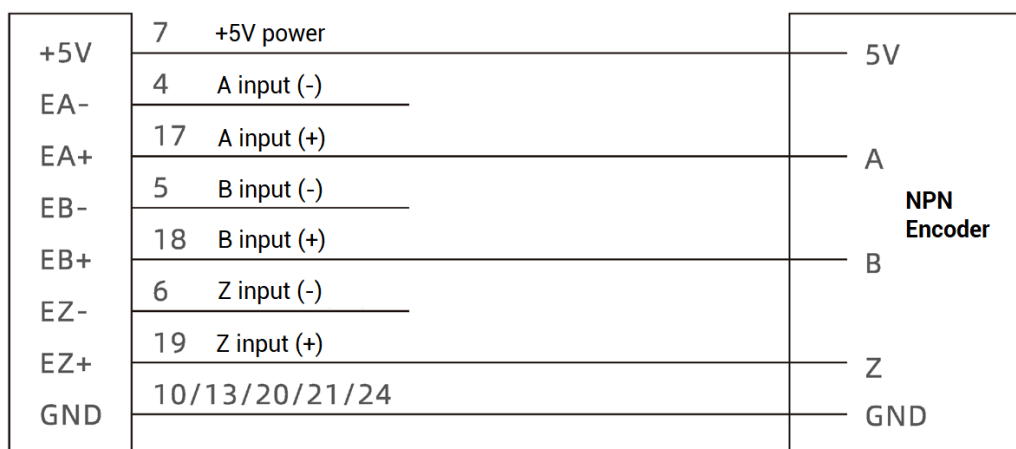 +5V 7 +5V power 5V
EA- 4 A input (-)
EA+ 17 A input (+) A
EB- 5 B input (-)
NPN
Encoder
EB+ 18 B input (+) B
EZ- 6 Z input (-)
EZ+ 19 Z input (+) Z
GND 10/13/20/21/24 GND